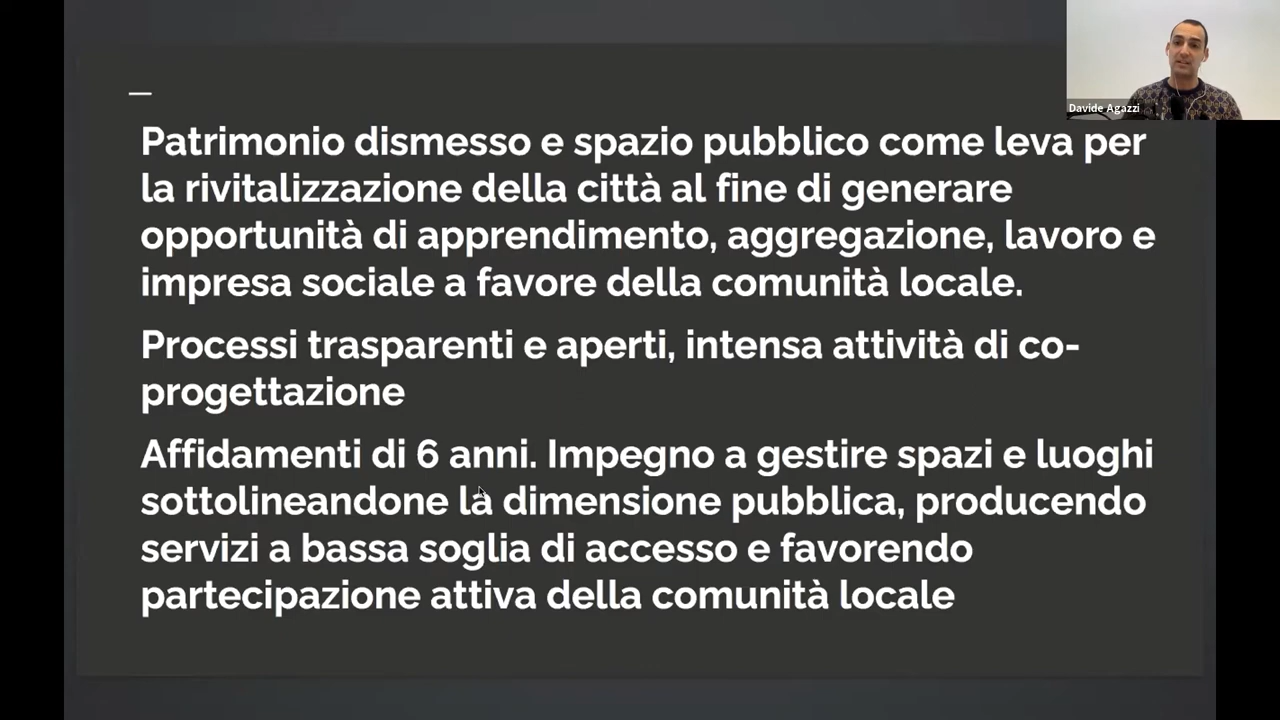 Davide Agazzi
Patrimonio dismesso e spazio pubblico come leva per
la rivitalizzazione della città al fine di generare
opportunità di apprendimento, aggregazione, lavoro e
impresa sociale a favore della comunità locale.
Processi trasparenti e aperti, intensa attività di co-
progettazione
Affidamenti di 6 anni. Impegno a gestire spazi e luoghi
sottolineandone la dimensione pubblica, producendo
servizi a bassa soglia di accesso e favorendo
partecipazione attiva della comunità locale